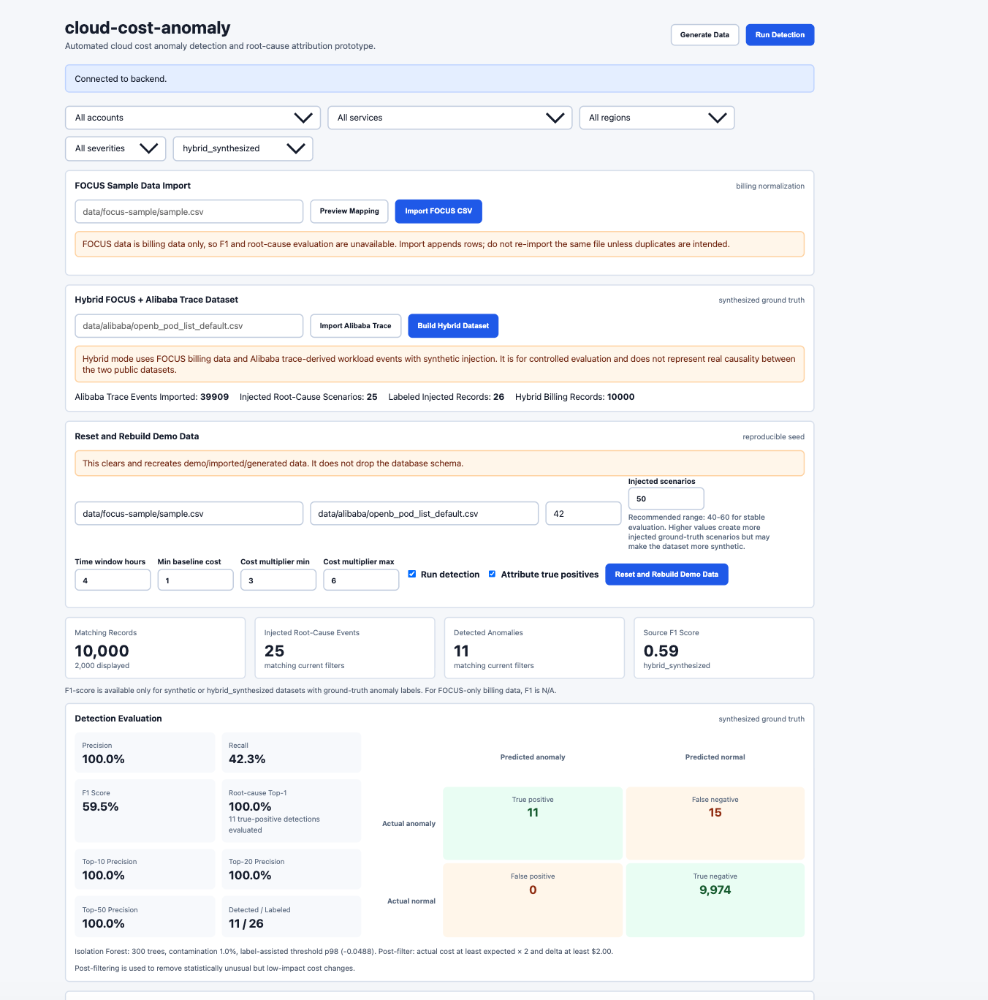 cloud-cost-anomaly
Automated cloud cost anomaly detection and root-cause attribution prototype.
Generate Data
Run Detection
Connected to backend.
All accounts
All services
All regions
All severities
hybrid_synthesized
FOCUS Sample Data Import
billing normalization
data/focus-sample/sample.csv
Preview Mapping
Import FOCUS CSV
FOCUS data is billing data only, so F1 and root-cause evaluation are unavailable. Import appends rows; do not re-import the same file unless duplicates are intended.
Hybrid FOCUS + Alibaba Trace Dataset
synthesized ground truth
data/alibaba/openb_pod_list_default.csv
Import Alibaba Trace
Build Hybrid Dataset
Hybrid mode uses FOCUS billing data and Alibaba trace-derived workload events with synthetic injection. It is for controlled evaluation and does not represent real causality between
the two public datasets.
Alibaba Trace Events Imported: 39909
Injected Root-Cause Scenarios: 25
Labeled Injected Records: 26
Hybrid Billing Records: 10000
Reset and Rebuild Demo Data
reproducible seed
This clears and recreates demo/imported/generated data. It does not drop the database schema.
data/focus-sample/sample.csv
data/alibaba/openb_pod_list_default.csv
42
Injected scenarios
50
Recommended range: 40-60 for stable
evaluation. Higher values create more
injected ground-truth scenarios but may
make the dataset more synthetic.
Time window hours
4
Min baseline cost
1
Cost multiplier min
3
Cost multiplier max
6
Run detection
Attribute true positives
Reset and Rebuild Demo Data
Matching Records
10,000
2,000 displayed
Injected Root-Cause Events
25
matching current filters
Detected Anomalies
11
matching current filters
Source F1 Score
0.59
hybrid_synthesized
F1-score is available only for synthetic or hybrid_synthesized datasets with ground-truth anomaly labels. For FOCUS-only billing data, F1 is N/A.
Detection Evaluation
synthesized ground truth
Precision
100.0%
Recall
42.3%
F1 Score
59.5%
Root-cause Top-1
100.0%
11 true-positive detections
evaluated
Top-10 Precision
100.0%
Top-20 Precision
100.0%
Top-50 Precision
100.0%
Detected / Labeled
11 / 26
Predicted anomaly
Predicted normal
Actual anomaly
True positive
11
False negative
15
Actual normal
False positive
0
True negative
9,974
Isolation Forest: 300 trees, contamination 1.0%, label-assisted threshold p98 (-0.0488). Post-filter: actual cost at least expected × 2 and delta at least $2.00.
Post-filtering is used to remove statistically unusual but low-impact cost changes.